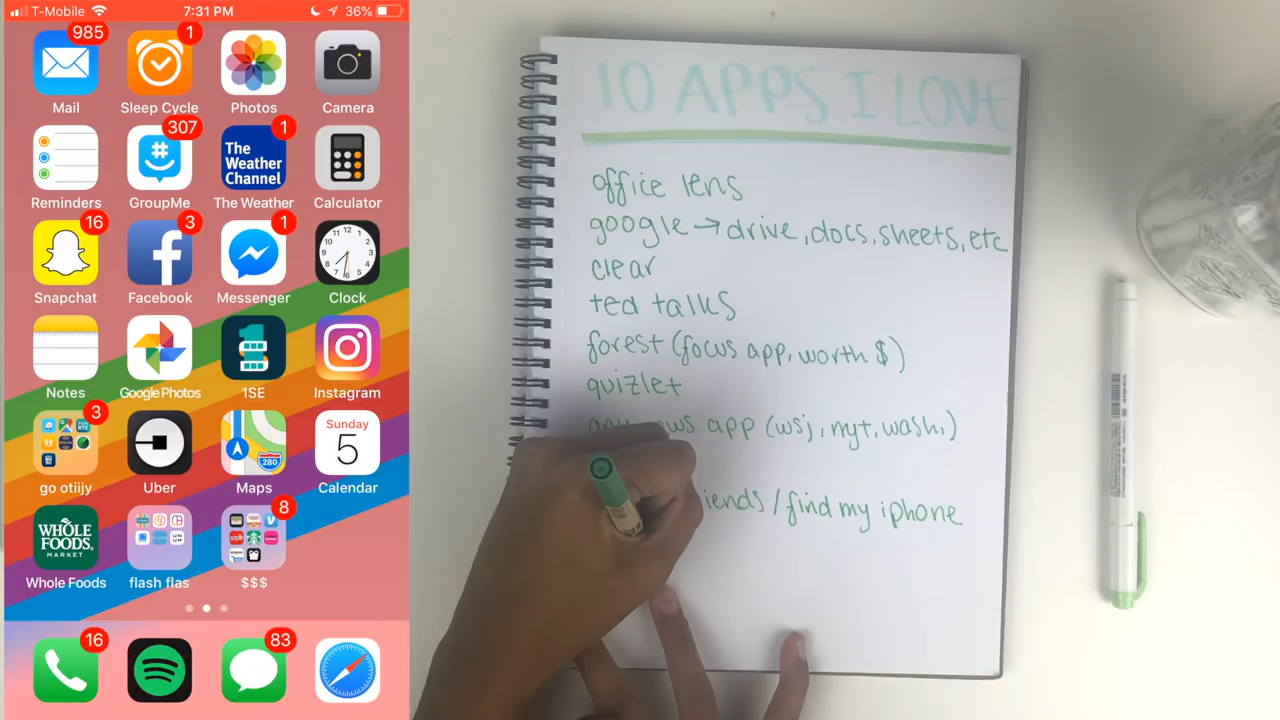 T-Mobile 7:31 PM 36%
985 1
Mail Sleep Cycle Photos Camera
307 1
The Weather Channel
Reminders GroupMe The Weather Calculator
16 3 1
Snapchat Facebook Messenger Clock
1SE
Notes Google Photos 1SE Instagram
3 280 Sunday 5
go otiijy Uber Maps Calendar
8
WHOLE FOODS MARKET
Whole Foods flash flas $$$
16 83
10 APPS I LOVE
office lens
google → drive, docs, sheets, etc
clear
ted talks
forest (focus app, worth $)
quizlet
app (wsj, nyt, wash.)
/find my iphone